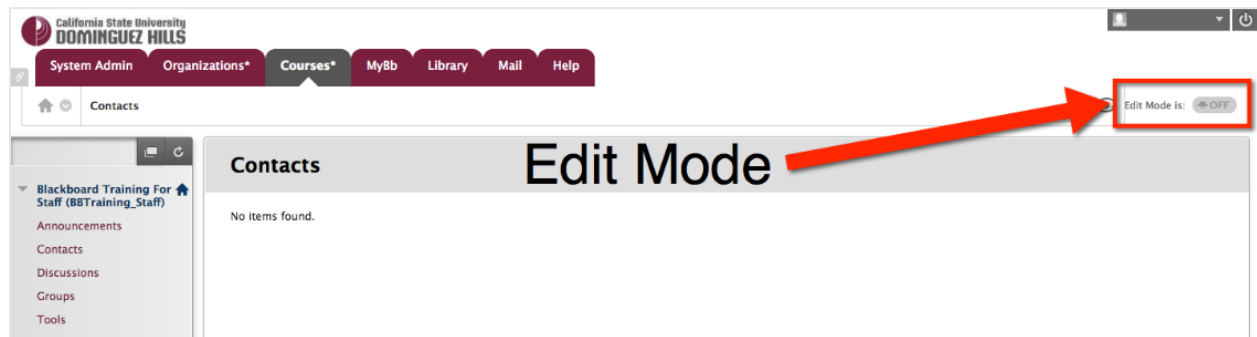 California State University
DOMINGUEZ HILLS
System Admin Organizations* Courses* MyBb Library Mail Help
Contacts
Edit Mode is: OFF
Contacts
Edit Mode
Blackboard Training For
Staff (BBTraining_Staff)
No items found.
Announcements
Contacts
Discussions
Groups
Tools